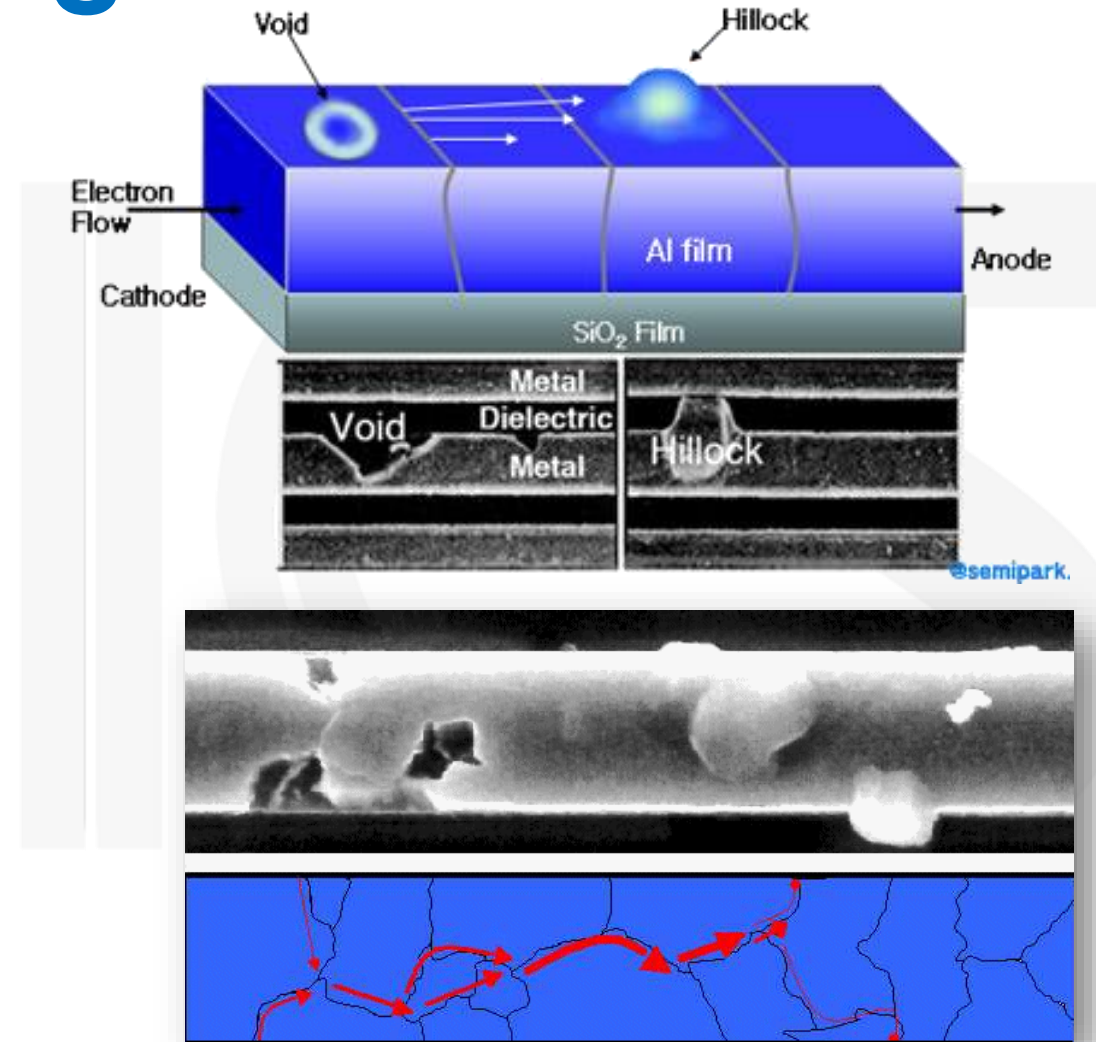 Void
Hillock
Electron
Flow
Al film
Anode
Cathode
SiO₂ Film
Metal
Void
Dielectric
Metal
Hillock
@semipark.